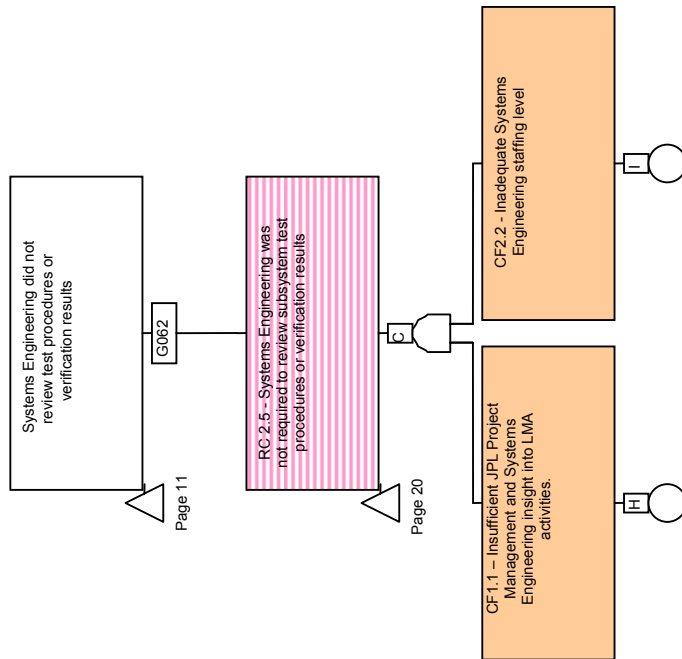 Systems Engineering did not
review test procedures or
verification results
G062
Page 11
RC 2.5 - Systems Engineering was
not required to review subsystem test
procedures or verification results
C
Page 20
CF1.1 – Insufficient JPL Project
Management and Systems
Engineering insight into LMA
activities.
H
CF2.2 - Inadequate Systems
Engineering staffing level
I